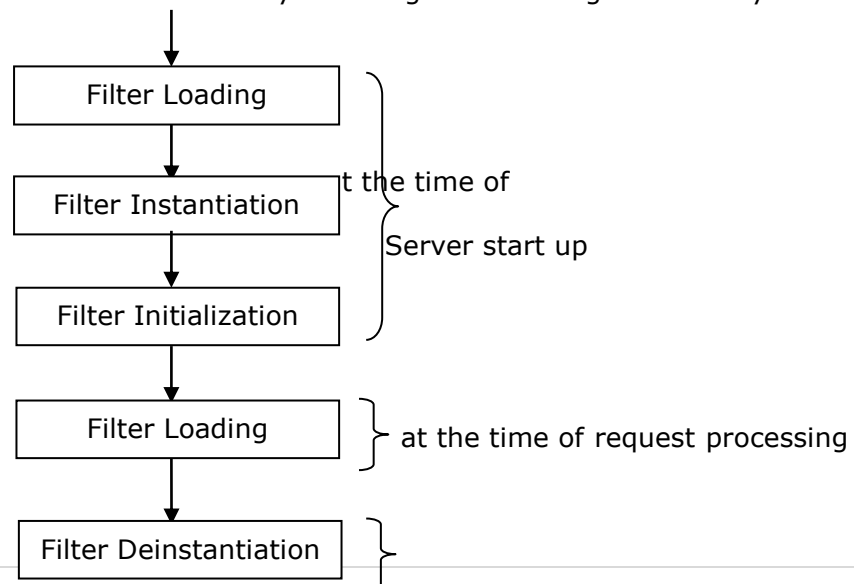 Filter Loading
t the time of
Filter Instantiation
Server start up
Filter Initialization
Filter Loading
at the time of request processing
Filter Deinstantiation